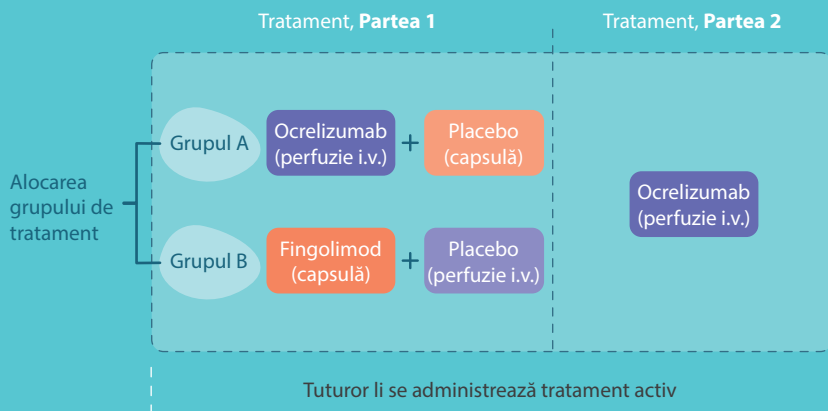 Tratament, Partea 1
Tratament, Partea 2
Alocarea
grupului de
tratament
Grupul A
Ocrelizumab
(perfuzie i.v.)
+
Placebo
(capsulă)
Grupul B
Fingolimod
(capsulă)
+
Placebo
(perfuzie i.v.)
Ocrelizumab
(perfuzie i.v.)
Tuturor li se administrează tratament activ